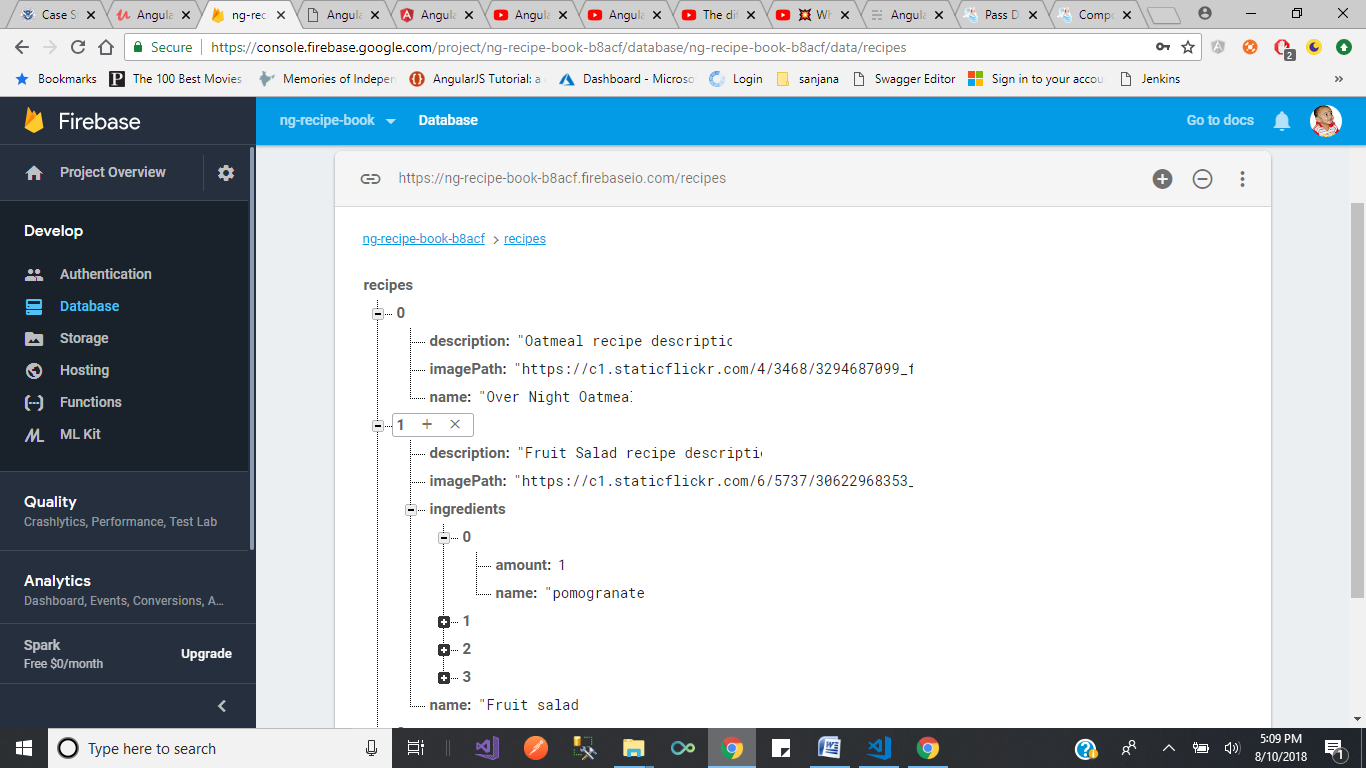 Case S
Angula
ng-rec
Angula
Angula
Angula
Angula
The dif
Wh
Angula
Pass D
Compo
Secure
https://console.firebase.google.com/project/ng-recipe-book-b8acf/database/ng-recipe-book-b8acf/data/recipes
2
Bookmarks
P
The 100 Best Movies
Memories of Indepen
AngularJS Tutorial: a
Dashboard - Microso
Login
sanjana
Swagger Editor
Sign in to your accou
Jenkins
»
Firebase
ng-recipe-book
Database
Go to docs
Project Overview
https://ng-recipe-book-b8acf.firebaseio.com/recipes
Develop
Authentication
Database
Storage
Hosting
Functions
ML Kit
Quality
Crashlytics, Performance, Test Lab
Analytics
Dashboard, Events, Conversions, A...
Spark
Free $0/month
Upgrade
ng-recipe-book-b8acf > recipes
recipes
0
description: "Oatmeal recipe descriptic
imagePath: "https://c1.staticflickr.com/4/3468/3294687099_f
name: "Over Night Oatmeal
1 + ×
description: "Fruit Salad recipe descripti
imagePath: "https://c1.staticflickr.com/6/5737/30622968353_
ingredients
0
amount: 1
name: "pomogranate
1
2
3
name: "Fruit salad
Type here to search
5:09 PM
8/10/2018
1